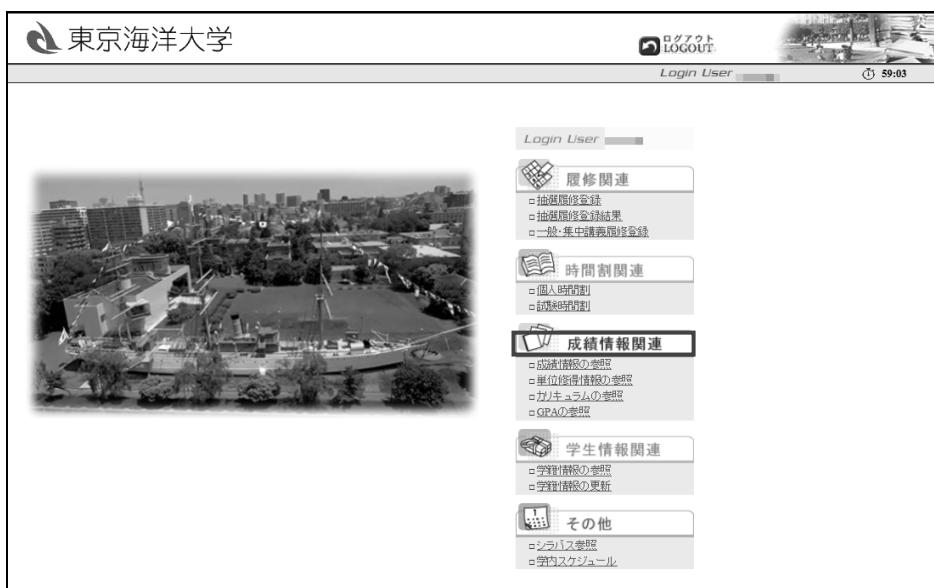 東京海洋大学
ログアウト
LOGOUT
Login User
59:03
Login User
履修関連
抽選履修登録
抽選履修登録結果
一般・集中講義履修登録
時間割関連
個人時間割
試験時間割
成績情報関連
成績情報の参照
単位修得情報の参照
カリキュラムの参照
GPAの参照
学生情報関連
学籍情報の参照
学籍情報の更新
1
その他
シラバス参照
学内スケジュール